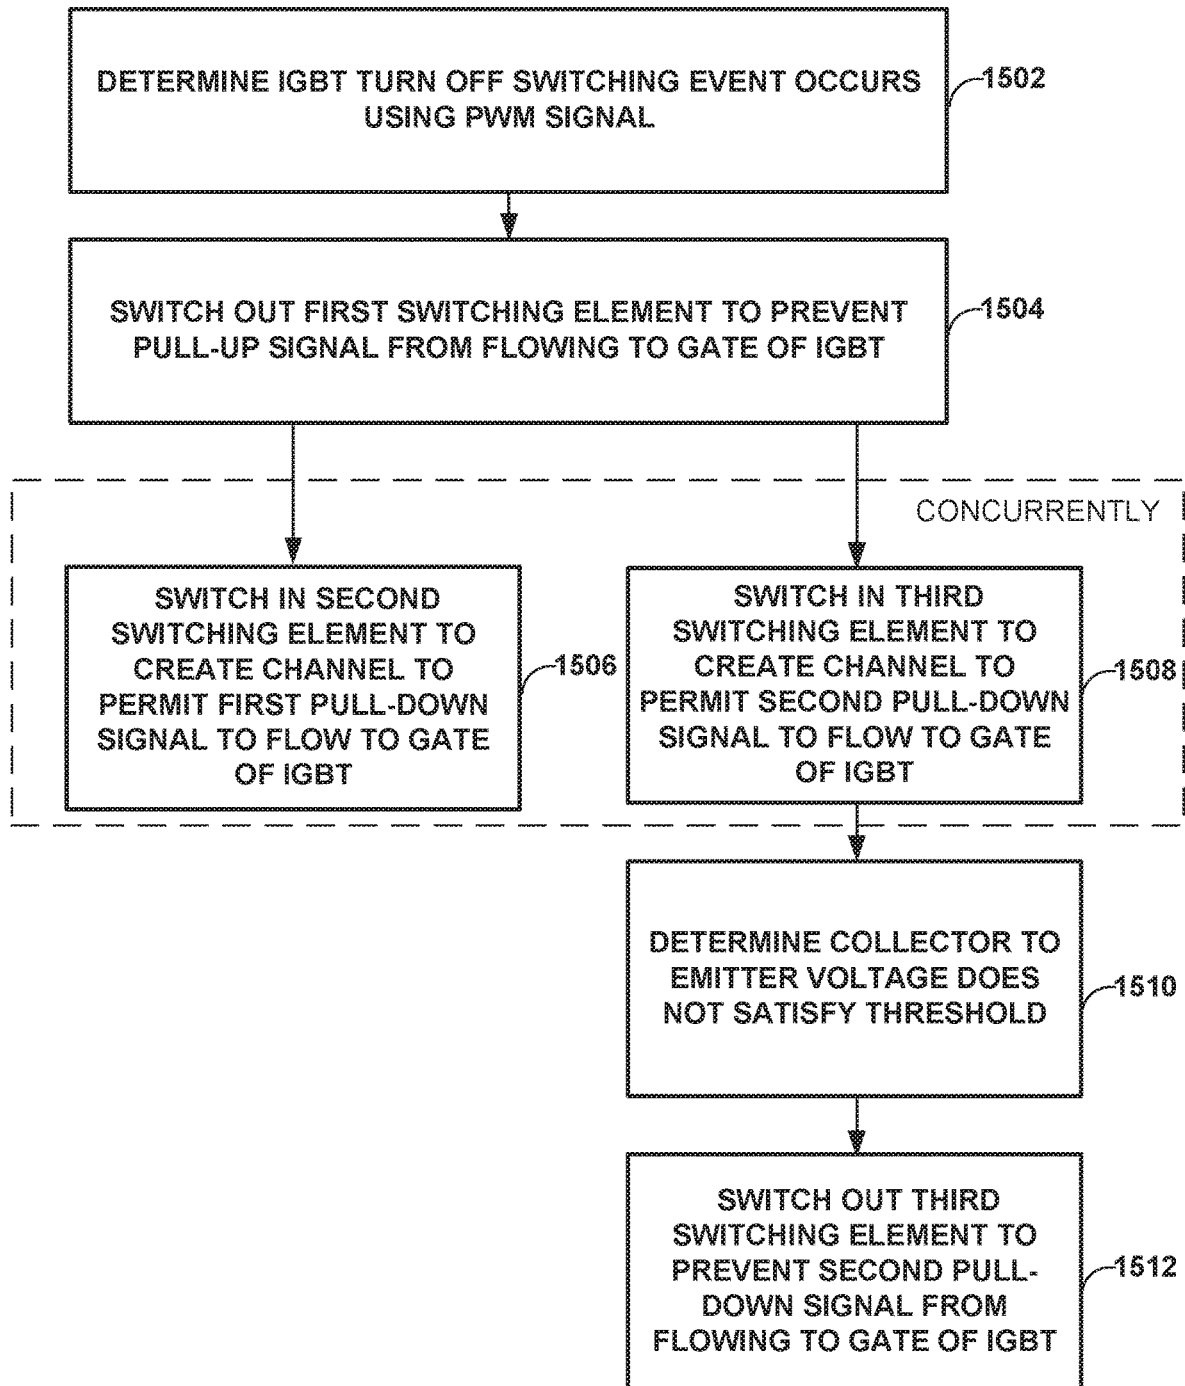 DETERMINE IGBT TURN OFF SWITCHING EVENT OCCURS
USING PWM SIGNAL
1502
SWITCH OUT FIRST SWITCHING ELEMENT TO PREVENT
PULL-UP SIGNAL FROM FLOWING TO GATE OF IGBT
1504
CONCURRENTLY
SWITCH IN SECOND
SWITCHING ELEMENT TO
CREATE CHANNEL TO
PERMIT FIRST PULL-DOWN
SIGNAL TO FLOW TO GATE
OF IGBT
1506
SWITCH IN THIRD
SWITCHING ELEMENT TO
CREATE CHANNEL TO
PERMIT SECOND PULL-DOWN
SIGNAL TO FLOW TO GATE
OF IGBT
1508
DETERMINE COLLECTOR TO
EMITTER VOLTAGE DOES
NOT SATISFY THRESHOLD
1510
SWITCH OUT THIRD
SWITCHING ELEMENT TO
PREVENT SECOND PULL-
DOWN SIGNAL FROM
FLOWING TO GATE OF IGBT
1512